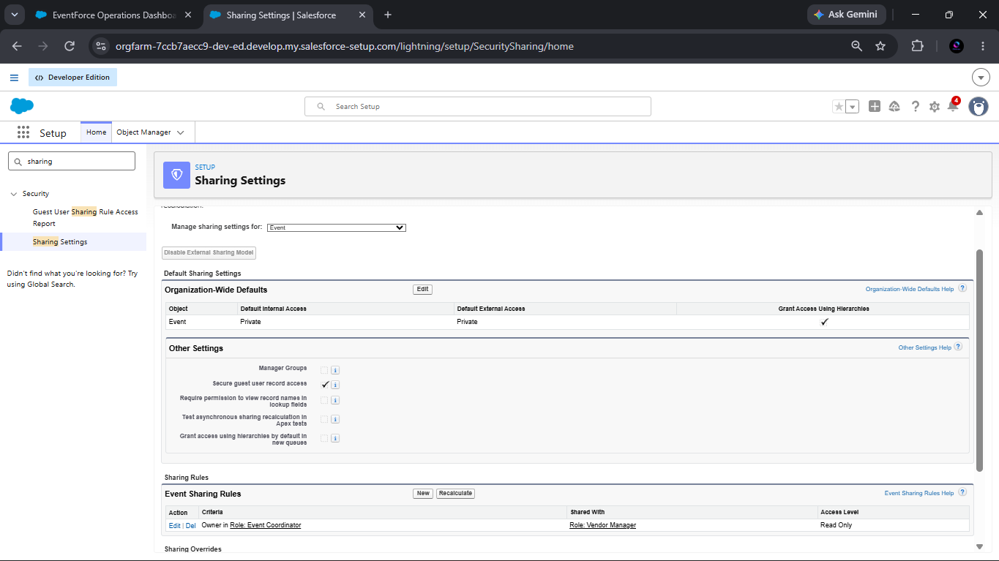 EventForce Operations Dashbo
Sharing Settings | Salesforce
Ask Gemini
orgfarm-7ccb7aecc9-dev-ed.develop.my.salesforce-setup.com/lightning/setup/SecuritySharing/home
Developer Edition
Search Setup
4
Setup
Home
Object Manager
sharing
Security
Guest User Sharing Rule Access
Report
Sharing Settings
Didn't find what you're looking for? Try
using Global Search.
SETUP
Sharing Settings
recalculation.
Manage sharing settings for: Event
Disable External Sharing Model
Default Sharing Settings
Organization-Wide Defaults Edit Organization-Wide Defaults Help ?
Object Default Internal Access Default External Access Grant Access Using Hierarchies
Event Private Private
Other Settings Other Settings Help ?
Manager Groups i
Secure guest user record access i
Require permission to view record names in
lookup fields i
Test asynchronous sharing recalculation in
Apex tests i
Grant access using hierarchies by default in
new queues i
Sharing Rules
Event Sharing Rules New Recalculate Event Sharing Rules Help ?
Action Criteria Shared With Access Level
Edit | Del Owner in Role: Event Coordinator Role: Vendor Manager Read Only
Sharing Overrides